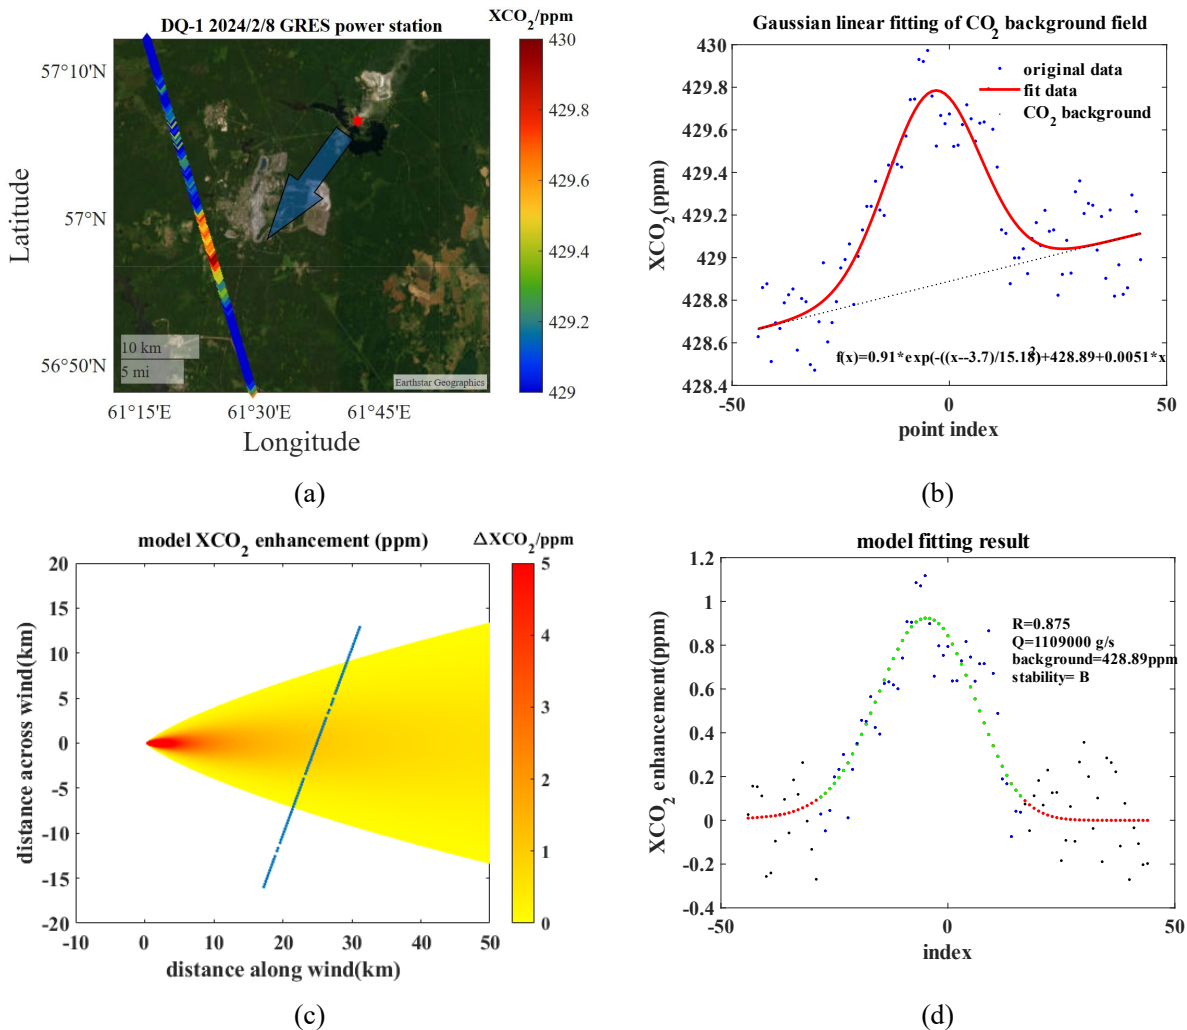 DQ-1 2024/2/8 GRES power station
XCO2/ppm
57°10'N
57°N
56°50'N
Latitude
10 km
5 mi
Earthstar Geographics
61°15'E 61°30'E 61°45'E
Longitude
430
429.8
429.6
429.4
429.2
429
(a)
Gaussian linear fitting of CO2 background field
430
429.8
429.6
429.4
429.2
429
428.8
428.6
428.4
XCO2(ppm)
original data
fit data
CO2 background
f(x)=0.91*exp(-((x--3.7)/15.18)2)+428.89+0.0051*x
-50 0 50
point index
(b)
model XCO2 enhancement (ppm)
ΔXCO2/ppm
20
15
10
5
0
-5
-10
-15
-20
distance across wind(km)
-10 0 10 20 30 40 50
distance along wind(km)
5
4
3
2
1
0
(c)
model fitting result
1.2
1
0.8
0.6
0.4
0.2
0
-0.2
-0.4
XCO2 enhancement(ppm)
R=0.875
Q=1109000 g/s
background=428.89ppm
stability= B
-50 0 50
index
(d)